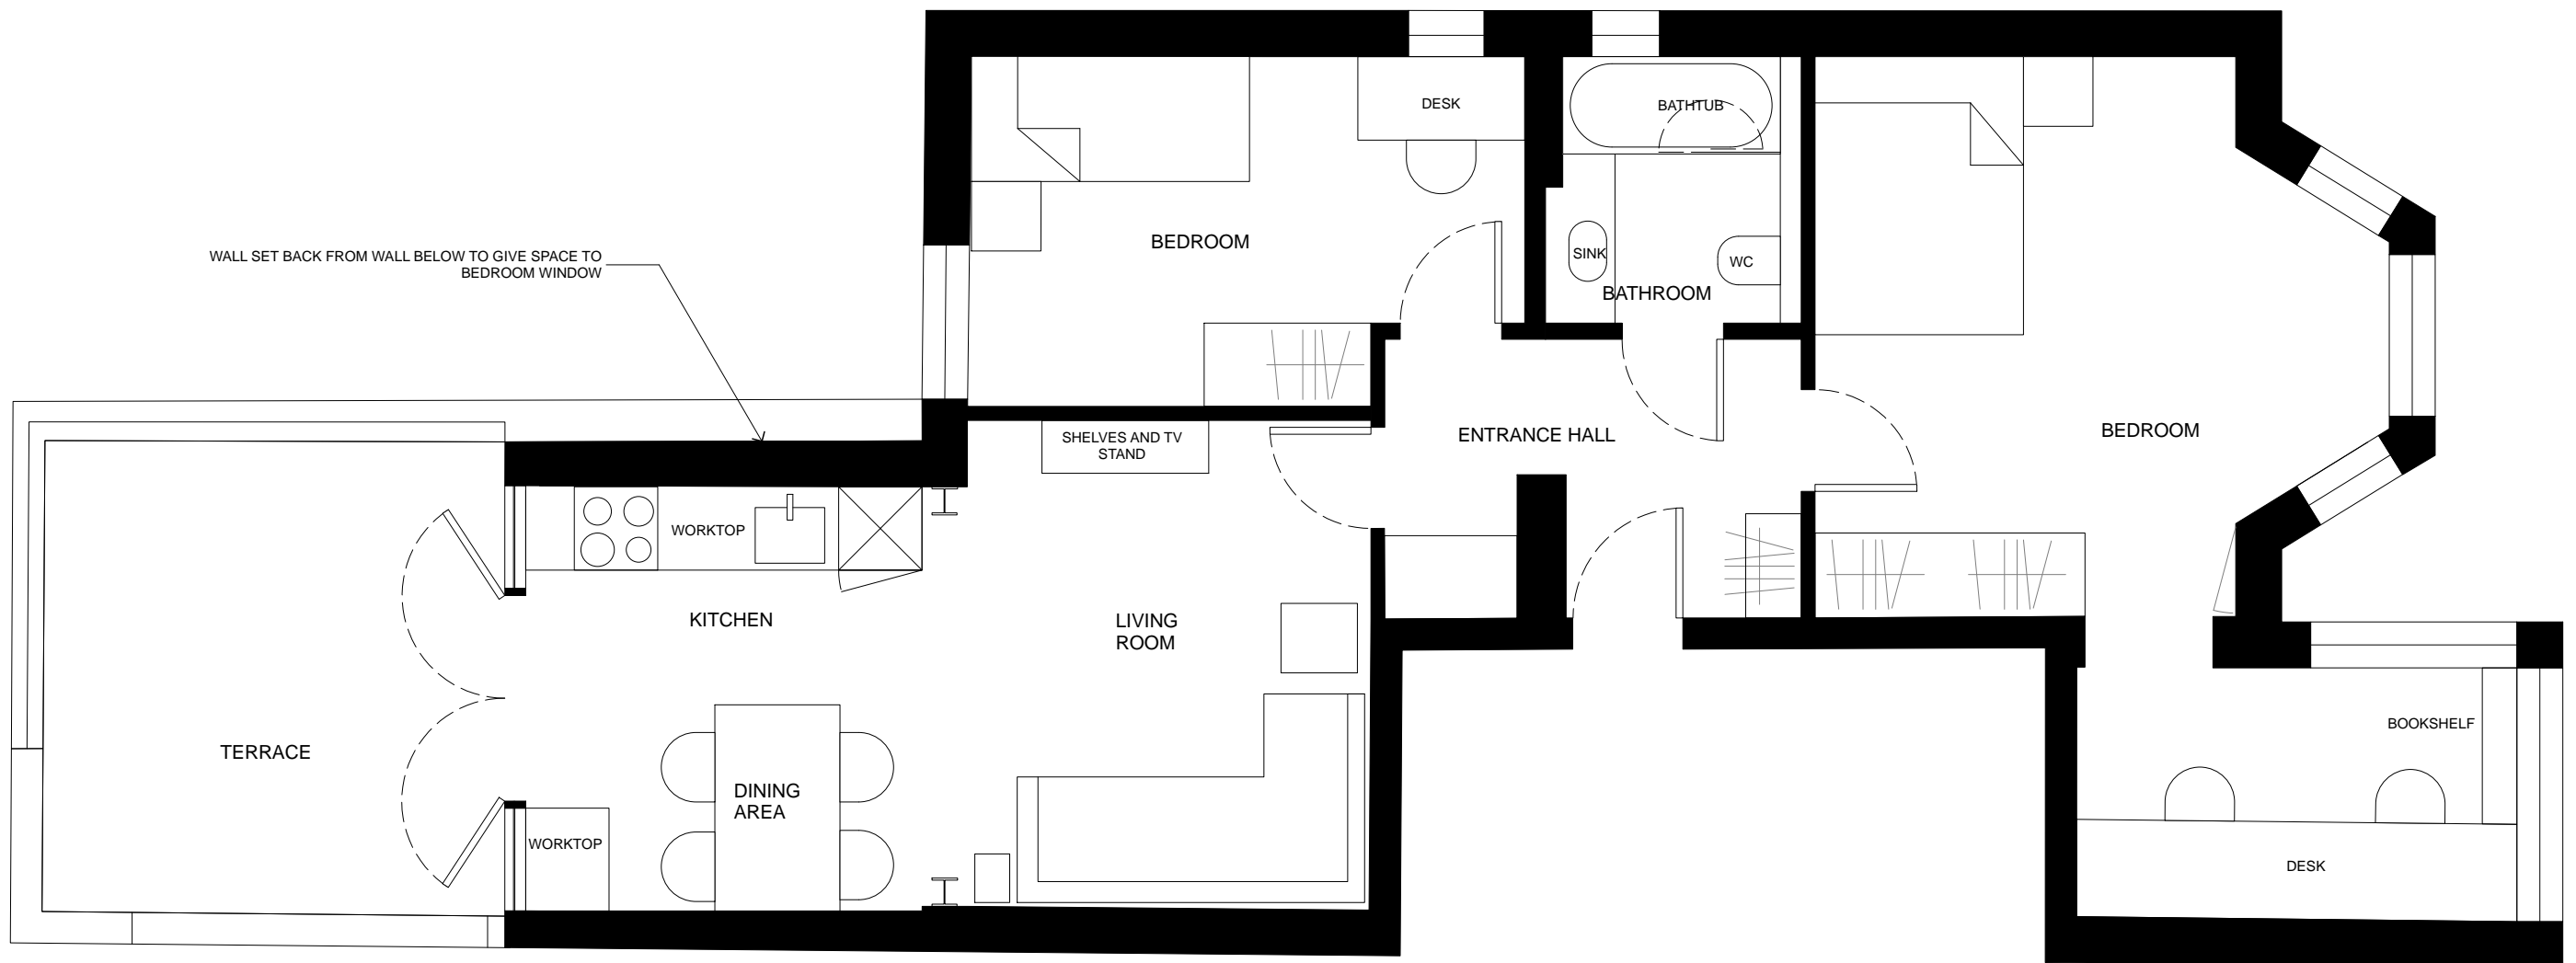 DESK
BATHTUB
BEDROOM
SINK
WC
BATHROOM
WALL SET BACK FROM WALL BELOW TO GIVE SPACE TO
BEDROOM WINDOW
SHELVES AND TV
STAND
ENTRANCE HALL
BEDROOM
WORKTOP
KITCHEN
LIVING
ROOM
TERRACE
DINING
AREA
WORKTOP
BOOKSHELF
DESK